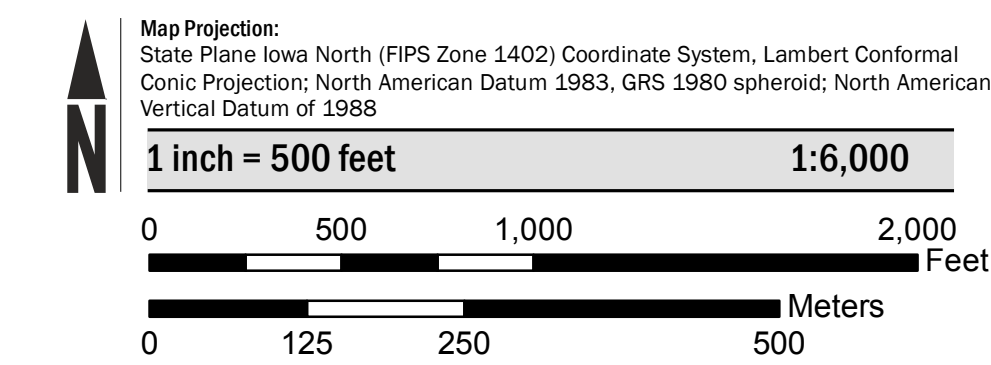 N
Map Projection:
State Plane Iowa North (FIPS Zone 1402) Coordinate System, Lambert Conformal
Conic Projection; North American Datum 1983, GRS 1980 spheroid; North American
Vertical Datum of 1988
1 inch = 500 feet 1:6,000
0 500 1,000 2,000
Feet
Meters
0 125 250 500